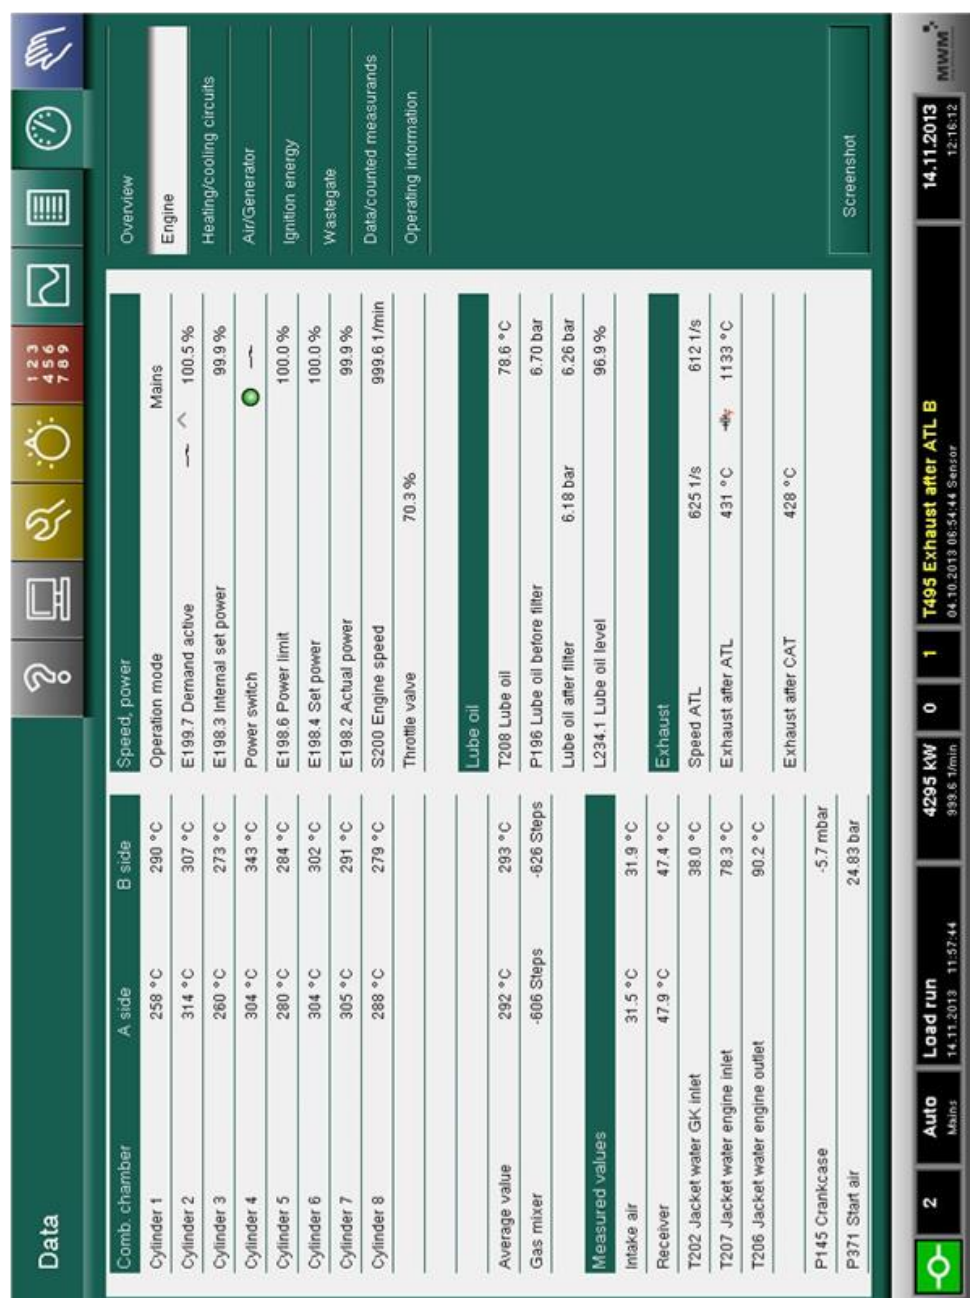 Data
1 2 3
4 5 6
7 8 9
Comb. chamber A side B side
Cylinder 1 258 °C 290 °C
Cylinder 2 314 °C 307 °C
Cylinder 3 260 °C 273 °C
Cylinder 4 304 °C 343 °C
Cylinder 5 280 °C 284 °C
Cylinder 6 304 °C 302 °C
Cylinder 7 305 °C 291 °C
Cylinder 8 288 °C 279 °C
Average value 292 °C 293 °C
Gas mixer -606 Steps -626 Steps
Measured values
Intake air 31.5 °C 31.9 °C
Receiver 47.9 °C 47.4 °C
T202 Jacket water GK inlet 38.0 °C
T207 Jacket water engine inlet 78.3 °C
T206 Jacket water engine outlet 90.2 °C
P145 Crankcase -5.7 mbar
P371 Start air 24.83 bar
Speed, power
Operation mode Mains
E199.7 Demand active 100.5 %
E198.3 Internal set power 99.9 %
Power switch
E198.6 Power limit 100.0 %
E198.4 Set power 100.0 %
E198.2 Actual power 99.9 %
S200 Engine speed 999.6 1/min
Throttle valve 70.3 %
Lube oil
T208 Lube oil 78.6 °C
P196 Lube oil before filter 6.70 bar
Lube oil after filter 6.18 bar 6.26 bar
L234.1 Lube oil level 96.9 %
Exhaust
Speed ATL 625 1/s 612 1/s
Exhaust after ATL 431 °C 1133 °C
Exhaust after CAT 428 °C
Overview
Engine
Heating/cooling circuits
Air/Generator
Ignition energy
Wastegate
Data/counted measurands
Operating information
Screenshot
2
Auto
Mains
Load run
14.11.2013 11:57:44
4295 kW
999.6 1/min
0
1
T495 Exhaust after ATL B
04.10.2013 06:54:44 Sensor
14.11.2013
12:16:12
MWM